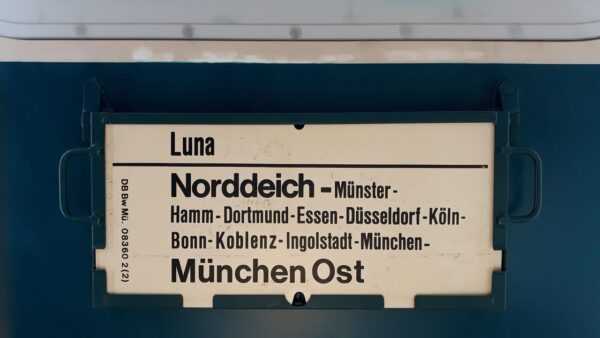 Luna
Norddeich - Münster-
Hamm - Dortmund - Essen - Düsseldorf - Köln-
Bonn - Koblenz - Ingolstadt - München-
München Ost
DB Bw Mü. 08360 2 (2)